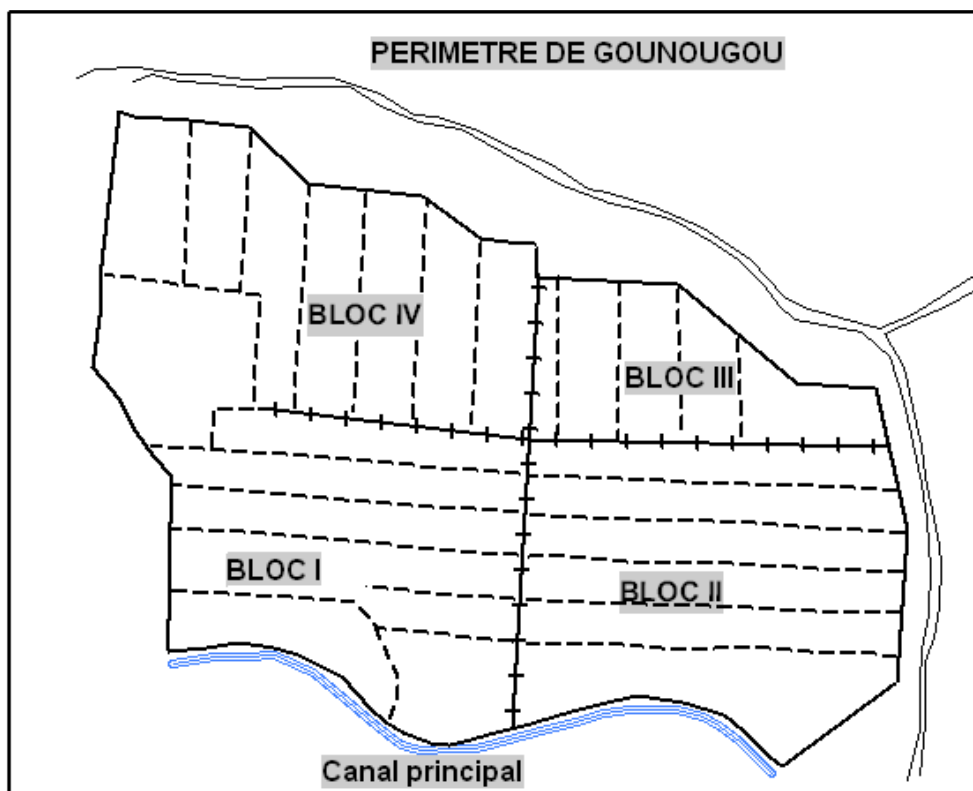 PERIMETRE DE GOUNOUGOU
BLOC IV
BLOC III
BLOC I
BLOC II
Canal principal